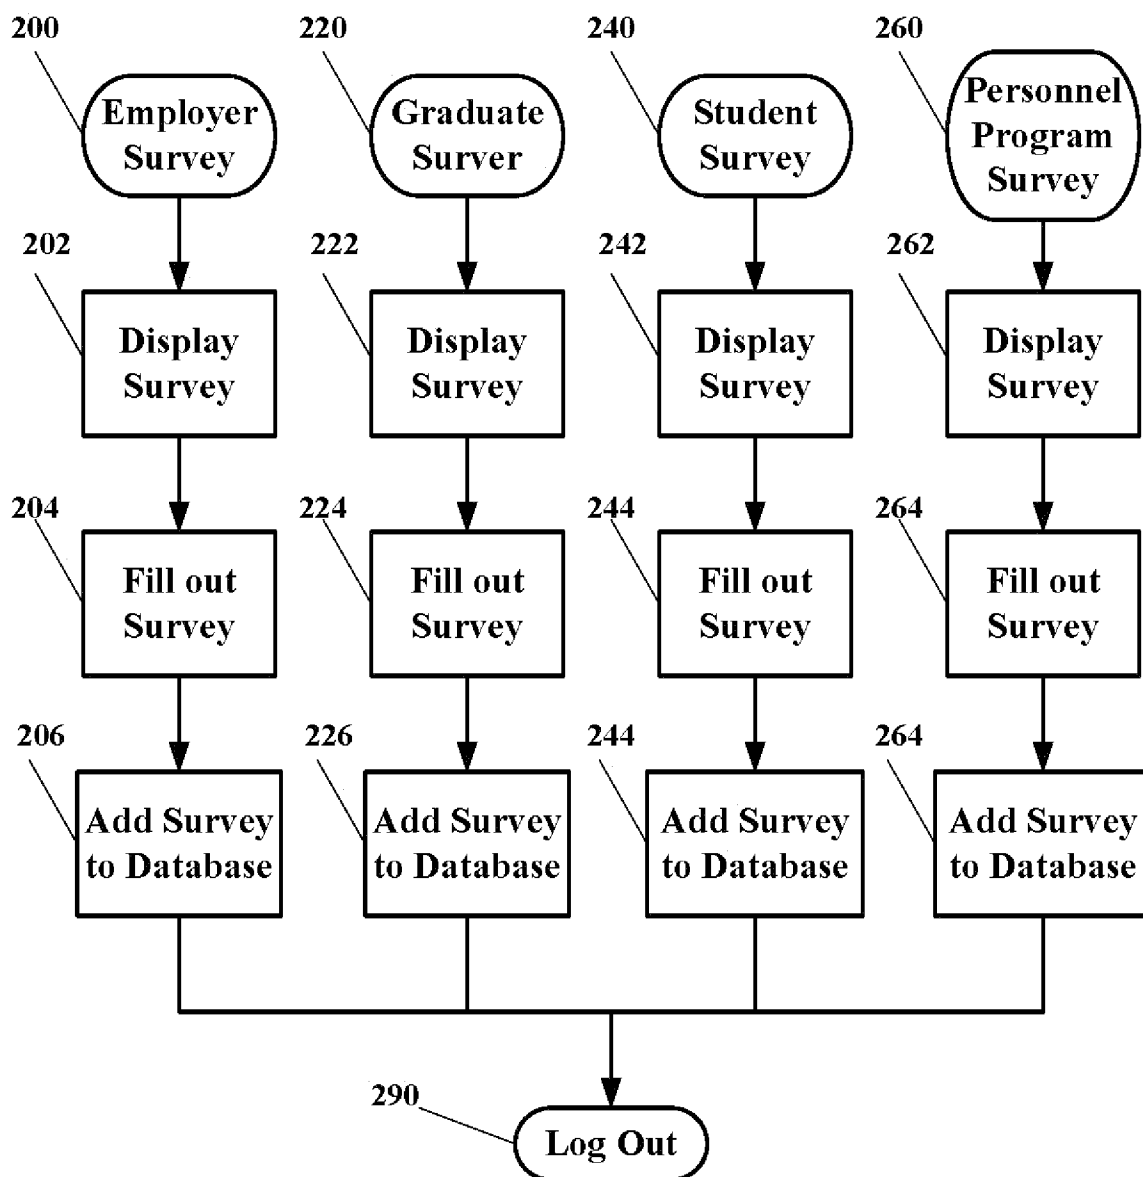 200
220
240
260
Employer
Survey
Graduate
Surver
Student
Survey
Personnel
Program
Survey
202
222
242
262
Display
Survey
Display
Survey
Display
Survey
Display
Survey
204
224
244
264
Fill out
Survey
Fill out
Survey
Fill out
Survey
Fill out
Survey
206
226
244
264
Add Survey
to Database
Add Survey
to Database
Add Survey
to Database
Add Survey
to Database
290
Log Out